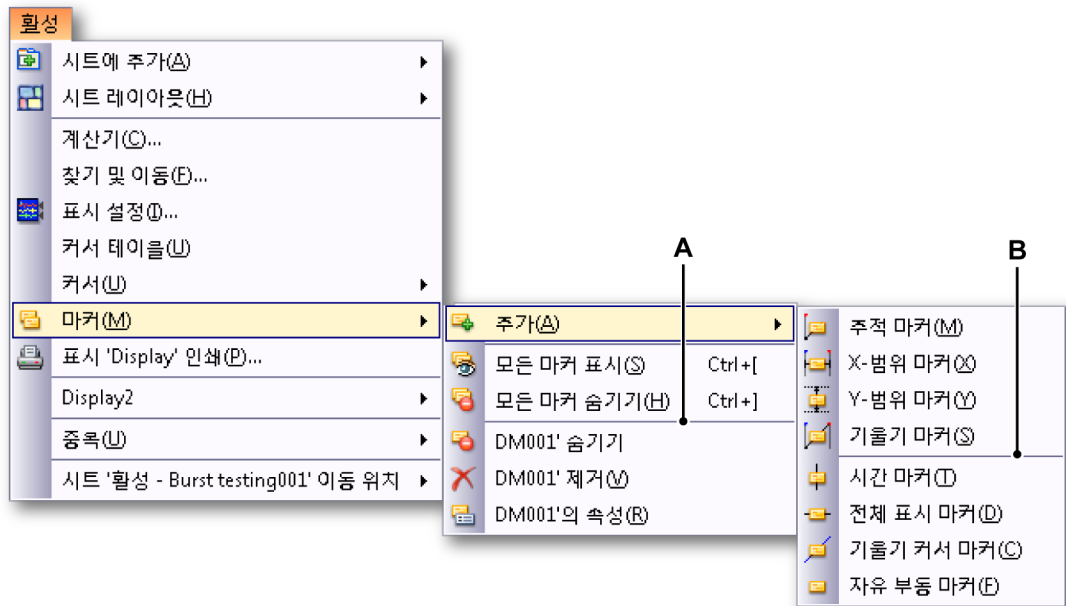 활성
시트에 추가(A)
시트 레이아웃(H)
계산기(C)...
찾기 및 이동(F)...
표시 설정(I)...
커서 테이블(U)
커서(U)
마커(M)
표시 'Display' 인쇄(P)...
Display2
중목(U)
시트 '활성 - Burst testing001' 이동 위치
A
추가(A)
모든 마커 표시(S) Ctrl+[
모든 마커 숨기기(H) Ctrl+]
DM001' 숨기기
DM001' 제거(V)
DM001'의 속성(R)
B
추적 마커(M)
X-범위 마커(X)
Y-범위 마커(Y)
기울기 마커(S)
시간 마커(T)
전체 표시 마커(D)
기울기 커서 마커(C)
자유 부동 마커(F)